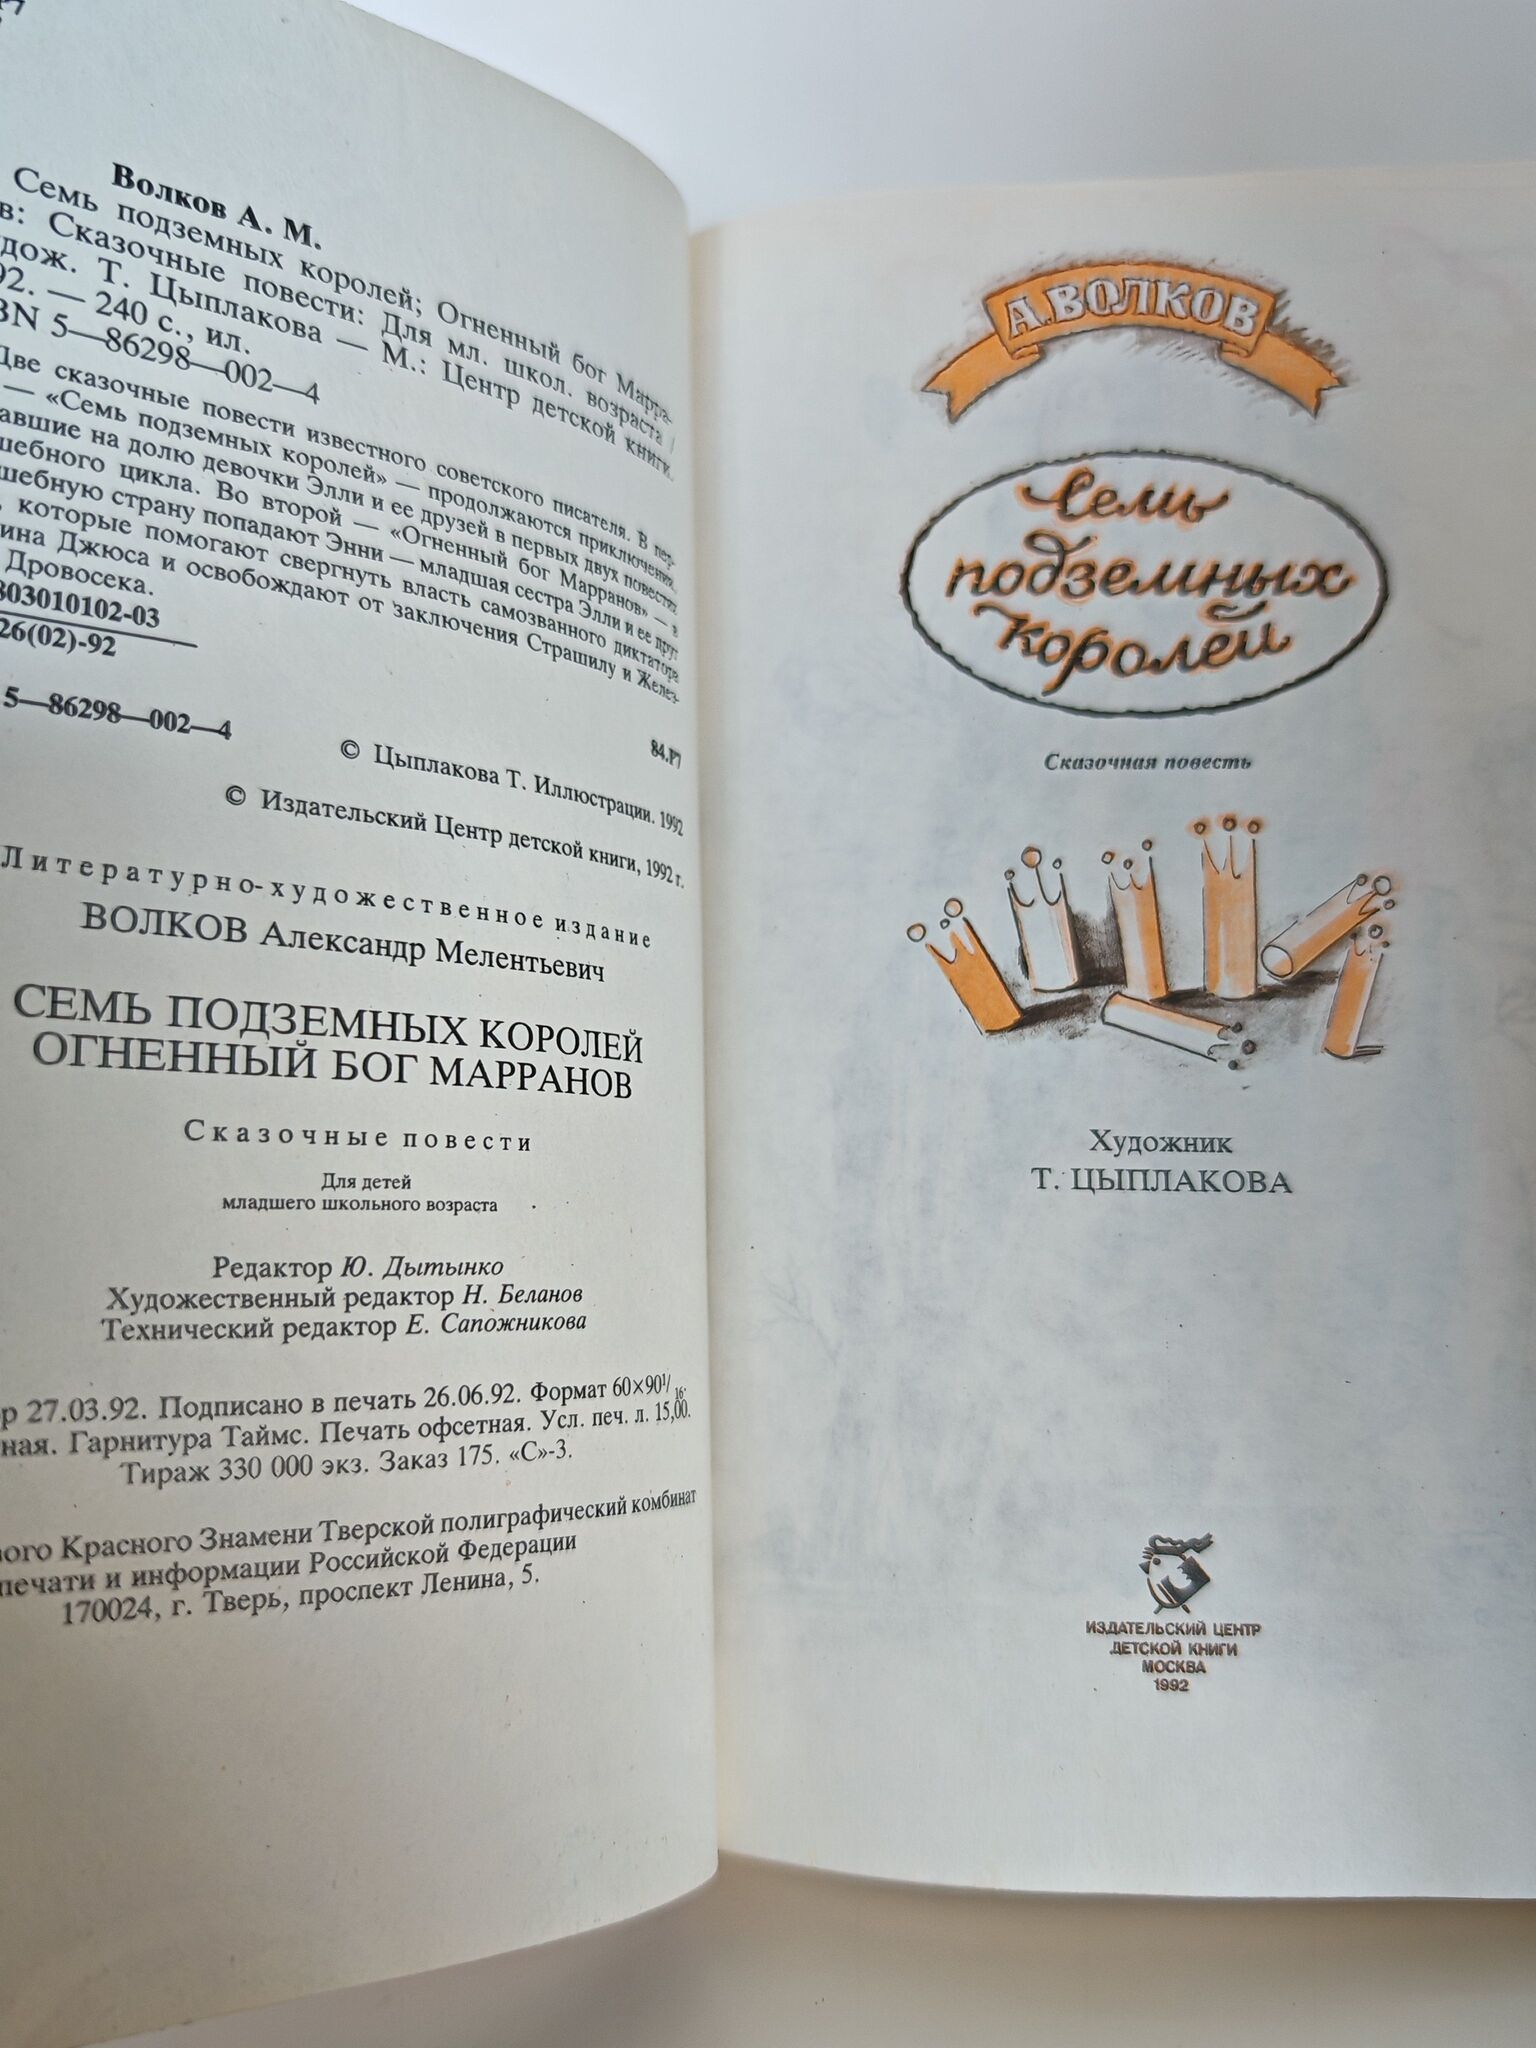 Волков А. М.
Семь подземных королей; Огненный бог Марра-
в: Сказочные повести: Для мл. школ. возраста /
дож. Т. Цыплакова — М.: Центр детской книги.
92. — 240 с., ил.
BN 5—86298—002—4
Две сказочные повести известного советского писателя. В пер-
— «Семь подземных королей» — продолжаются приключения,
авшие на долю девочки Элли и ее друзей в первых двух повестях
шебного цикла. Во второй — «Огненный бог Марранов» — в
шебную страну попадают Энни — младшая сестра Элли и ее друг
, которые помогают свергнуть власть самозванного диктатора
ина Джюса и освобождают от заключения Страшилу и Желез-
Дровосека.
803010102-03
26(02)-92
84.Р7
5—86298—002—4
© Цыплакова Т. Иллюстрации. 1992
© Издательский Центр детской книги, 1992 г.
Литературно-художественное издание
ВОЛКОВ Александр Мелентьевич
СЕМЬ ПОДЗЕМНЫХ КОРОЛЕЙ
ОГНЕННЫЙ БОГ МАРРАНОВ
Сказочные повести
Для детей
младшего школьного возраста
Редактор Ю. Дытынко
Художественный редактор Н. Беланов
Технический редактор Е. Сапожникова
р 27.03.92. Подписано в печать 26.06.92. Формат 60×90¹/₁₆.
ная. Гарнитура Таймс. Печать офсетная. Усл. печ. л. 15,00.
Тираж 330 000 экз. Заказ 175. «С»-3.
вого Красного Знамени Тверской полиграфический комбинат
печати и информации Российской Федерации
170024, г. Тверь, проспект Ленина, 5.
А. ВОЛКОВ
Семь
подземных
королей
Сказочная повесть
Художник
Т. ЦЫПЛАКОВА
ИЗДАТЕЛЬСКИЙ ЦЕНТР
ДЕТСКОЙ КНИГИ
МОСКВА
1992